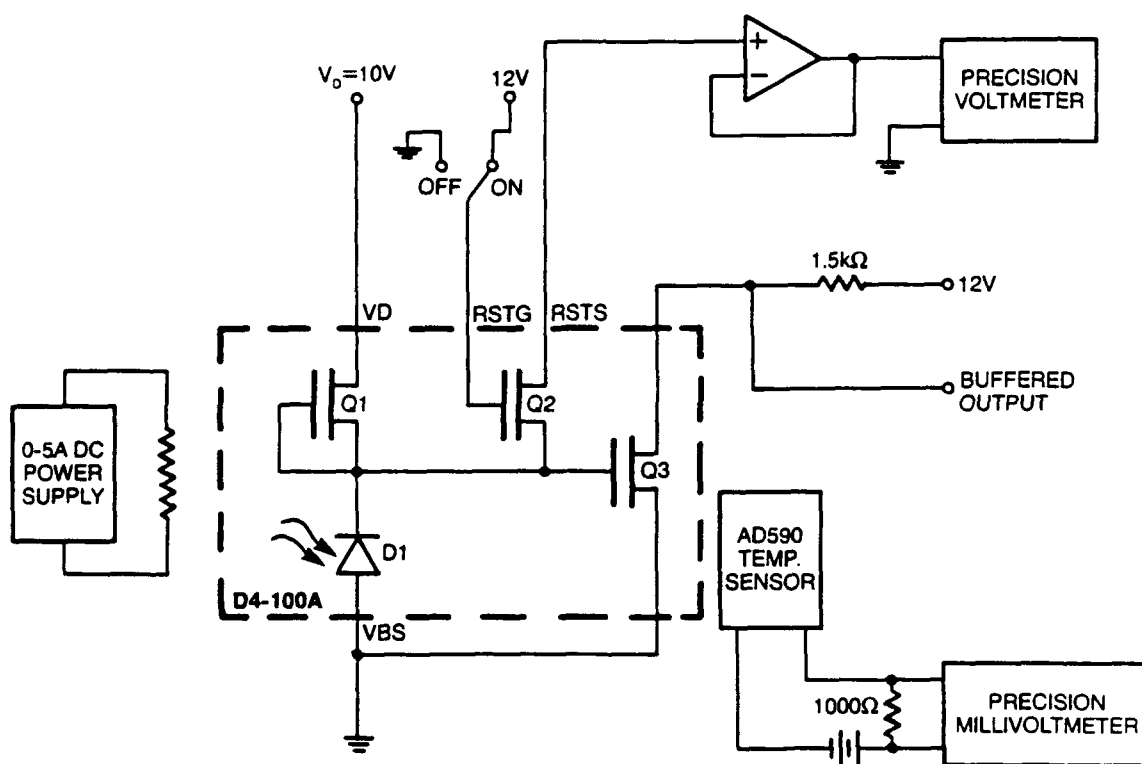 V_D=10V
12V
OFF
ON
+
−
PRECISION
VOLTMETER
1.5kΩ
12V
VD
RSTG
RSTS
BUFFERED
OUTPUT
Q1
Q2
Q3
0-5A DC
POWER
SUPPLY
D1
AD590
TEMP.
SENSOR
D4-100A
VBS
1000Ω
PRECISION
MILLIVOLTMETER